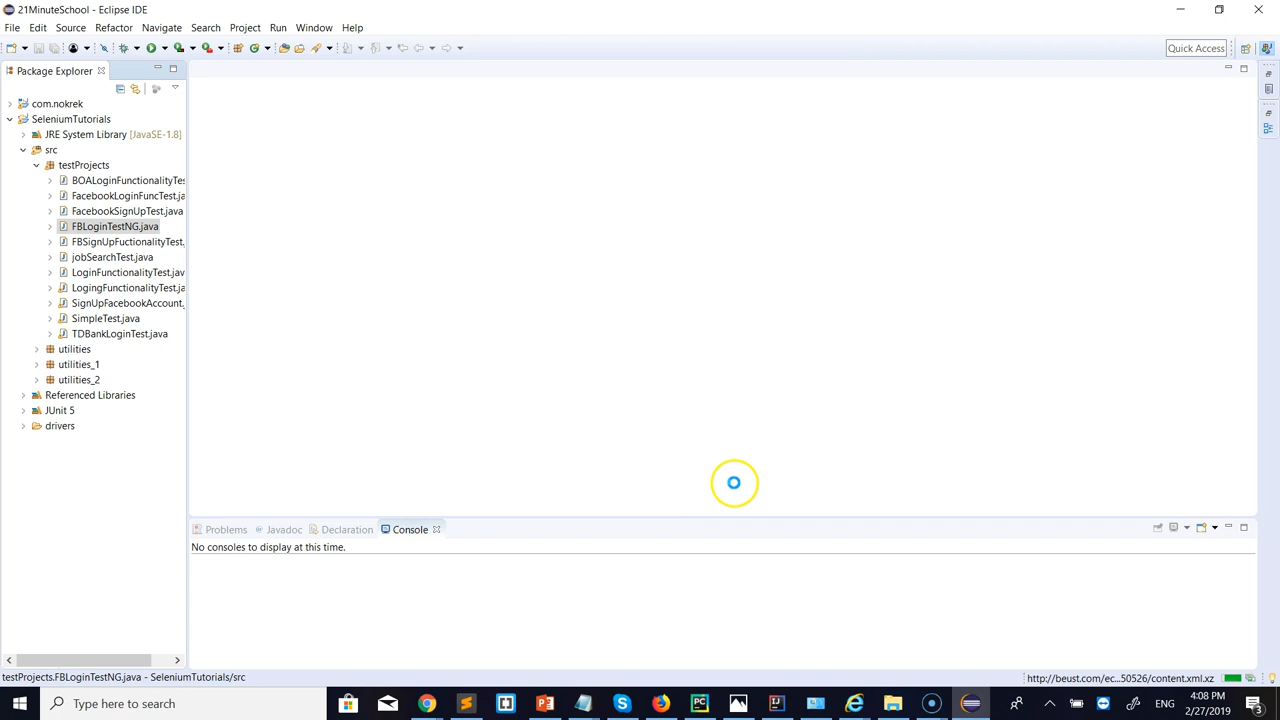 21MinuteSchool - Eclipse IDE
File Edit Source Refactor Navigate Search Project Run Window Help
Quick Access
Package Explorer
com.nokrek
SeleniumTutorials
JRE System Library [JavaSE-1.8]
src
testProjects
BOALoginFunctionalityTes
FacebookLoginFuncTest.ja
FacebookSignUpTest.java
FBLoginTestNG.java
FBSignUpFuctionalityTest.
jobSearchTest.java
LoginFunctionalityTest.jav
LogingFunctionalityTest.ja
SignUpFacebookAccount.
SimpleTest.java
TDBankLoginTest.java
utilities
utilities_1
utilities_2
Referenced Libraries
JUnit 5
drivers
Problems Javadoc Declaration Console
No consoles to display at this time.
testProjects.FBLoginTestNG.java - SeleniumTutorials/src
http://beust.com/ec...50526/content.xml.xz
Type here to search
ENG
4:08 PM
2/27/2019
3